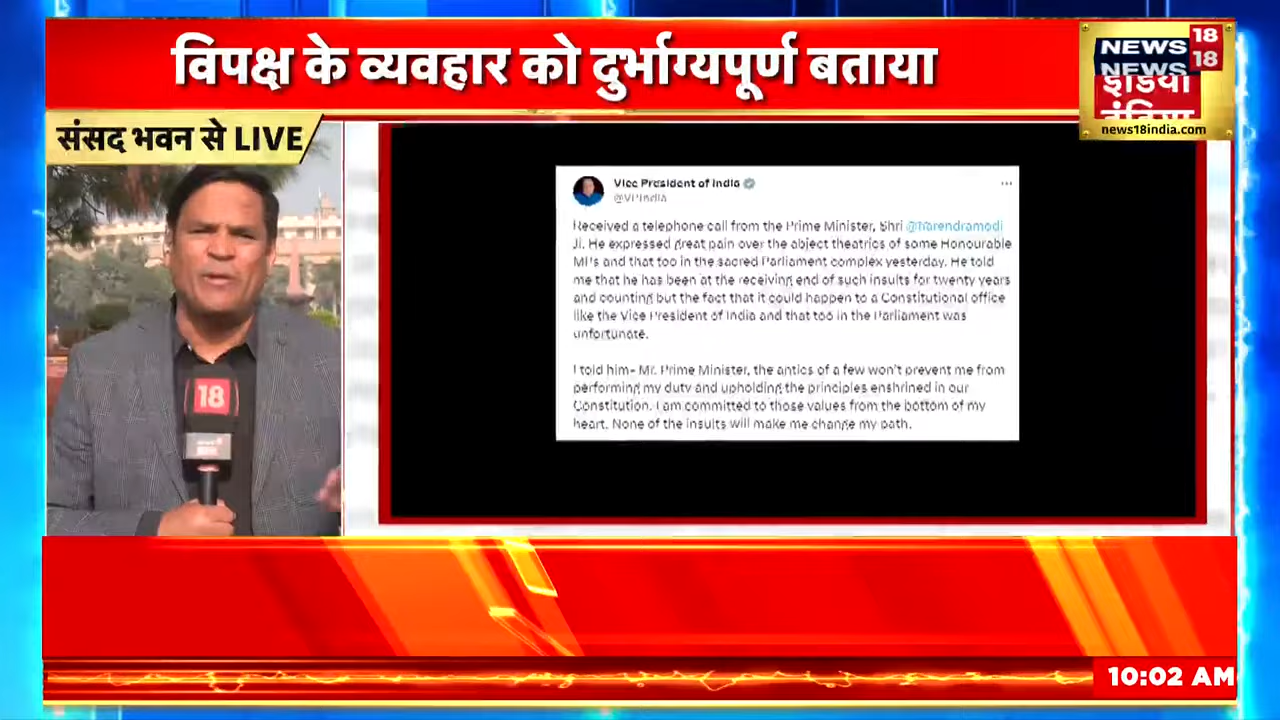 विपक्ष के व्यवहार को दुर्भाग्यपूर्ण बताया
NEWS 18
NEWS 18
इंडिया
news18india.com
संसद भवन से LIVE
Vice President of India
@VPIndia
Received a telephone call from the Prime Minister, Shri @narendramodi
Ji. He expressed great pain over the abject theatrics of some Honourable
MPs and that too in the sacred Parliament complex yesterday. He told
me that he has been at the receiving end of such insults for twenty years
and counting but the fact that it could happen to a Constitutional office
like the Vice President of India and that too in the Parliament was
unfortunate.
I told him- Mr. Prime Minister, the antics of a few won't prevent me from
performing my duty and upholding the principles enshrined in our
Constitution. I am committed to those values from the bottom of my
heart. None of the insults will make me change my path.
18
10:02 AM